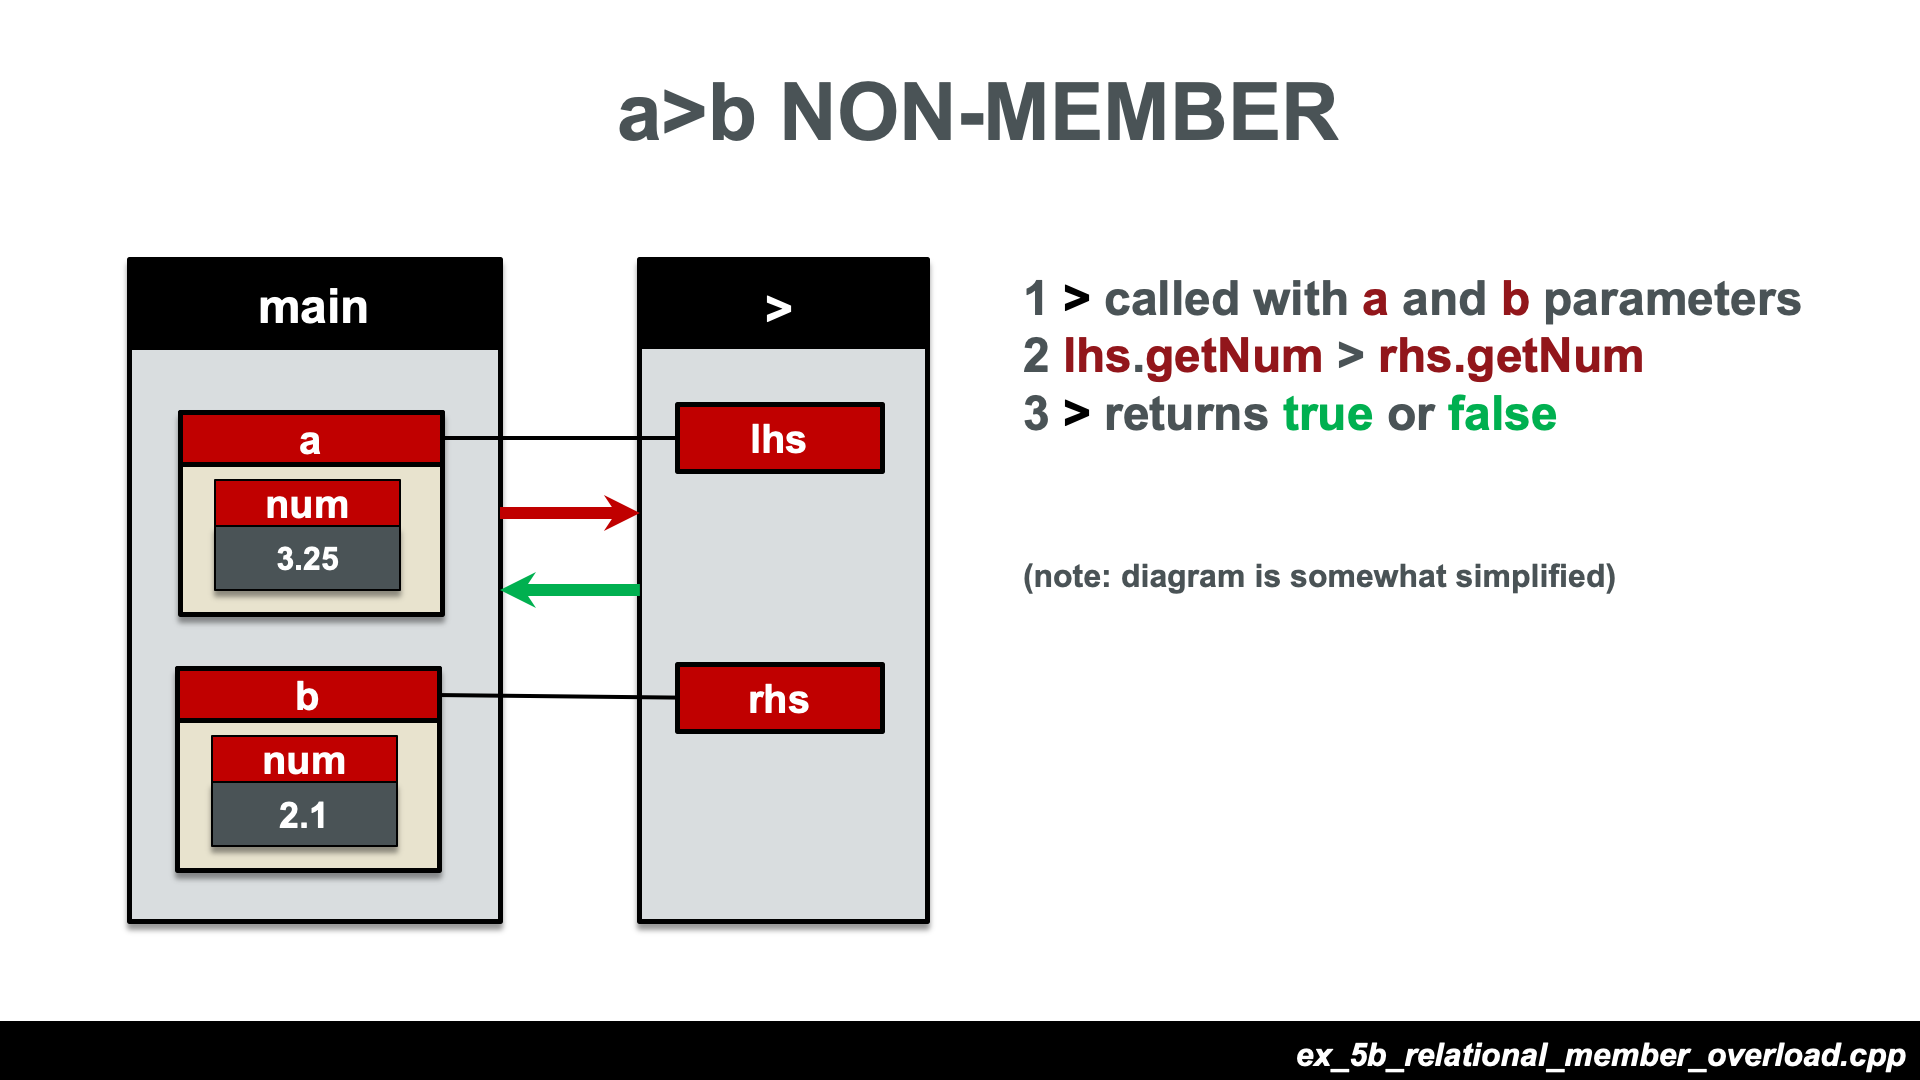 a>b NON-MEMBER
main
>
a
num
3.25
b
num
2.1
lhs
rhs
1 > called with a and b parameters
2 lhs.getNum > rhs.getNum
3 > returns true or false
(note: diagram is somewhat simplified)
ex_5b_relational_member_overload.cpp